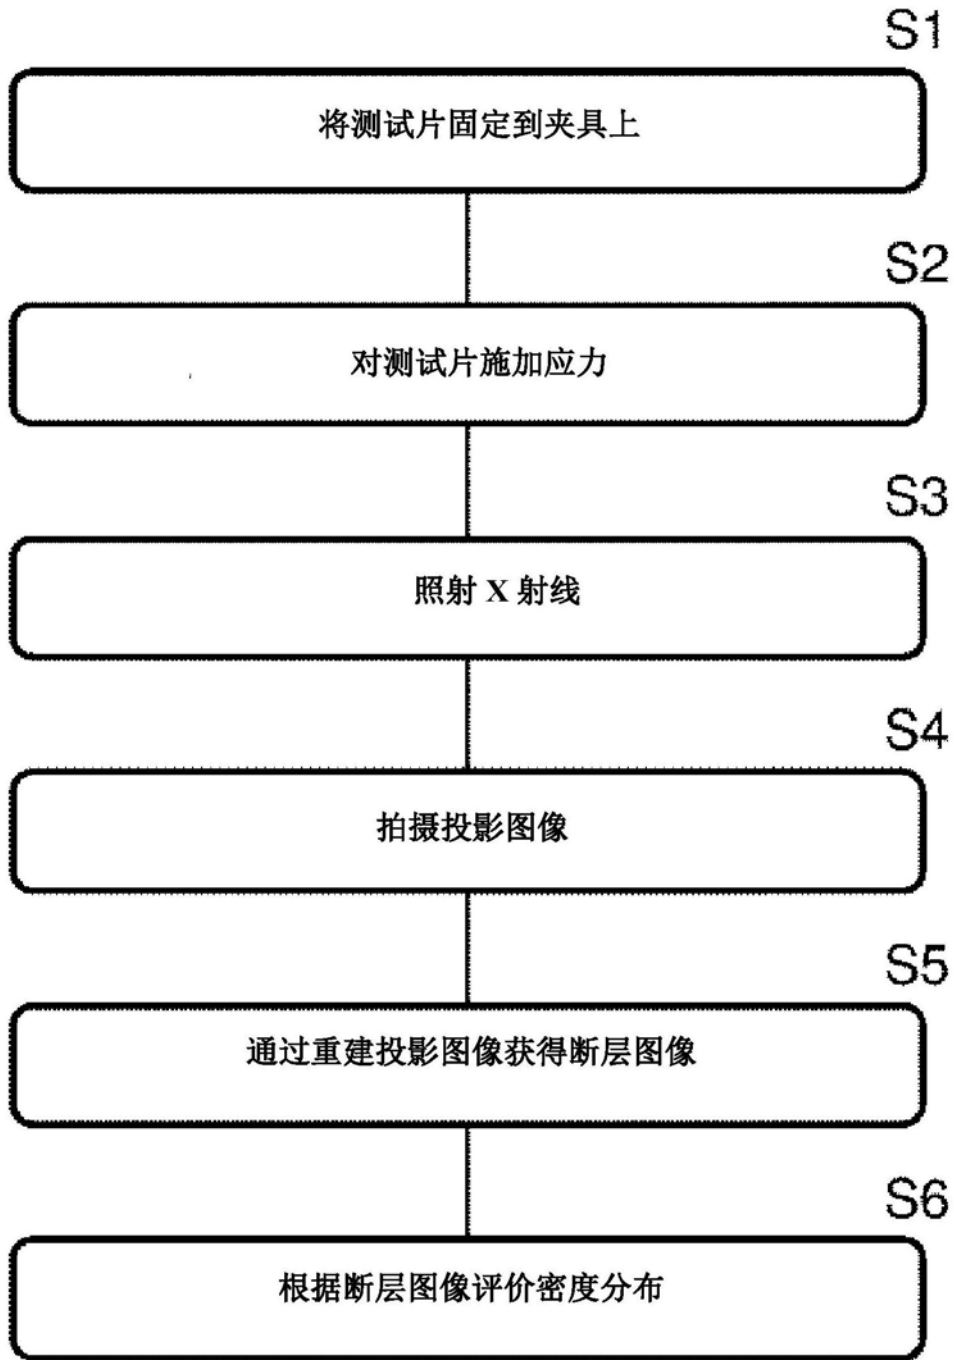 S1
将测试片固定到夹具上
S2
对测试片施加应力
S3
照射 X 射线
S4
拍摄投影图像
S5
通过重建投影图像获得断层图像
S6
根据断层图像评价密度分布